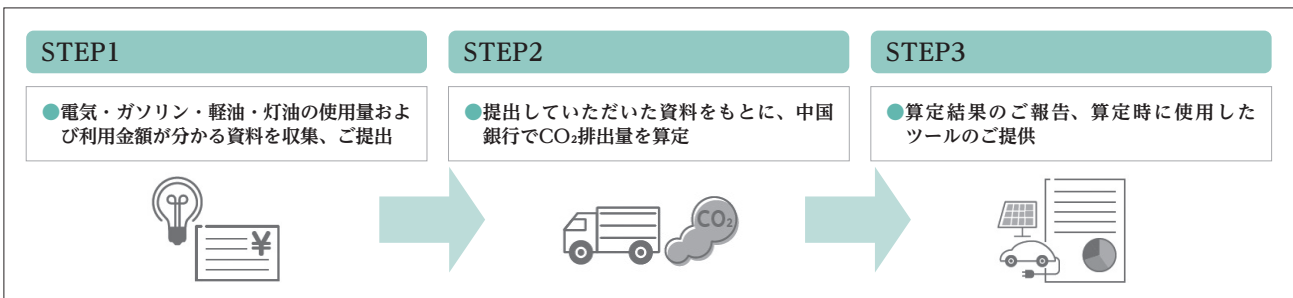 STEP1
●電気・ガソリン・軽油・灯油の使用量およ
び利用金額が分かる資料を収集、ご提出
¥
STEP2
●提出していただいた資料をもとに、中国
銀行でCO₂排出量を算定
CO₂
STEP3
●算定結果のご報告、算定時に使用した
ツールのご提供